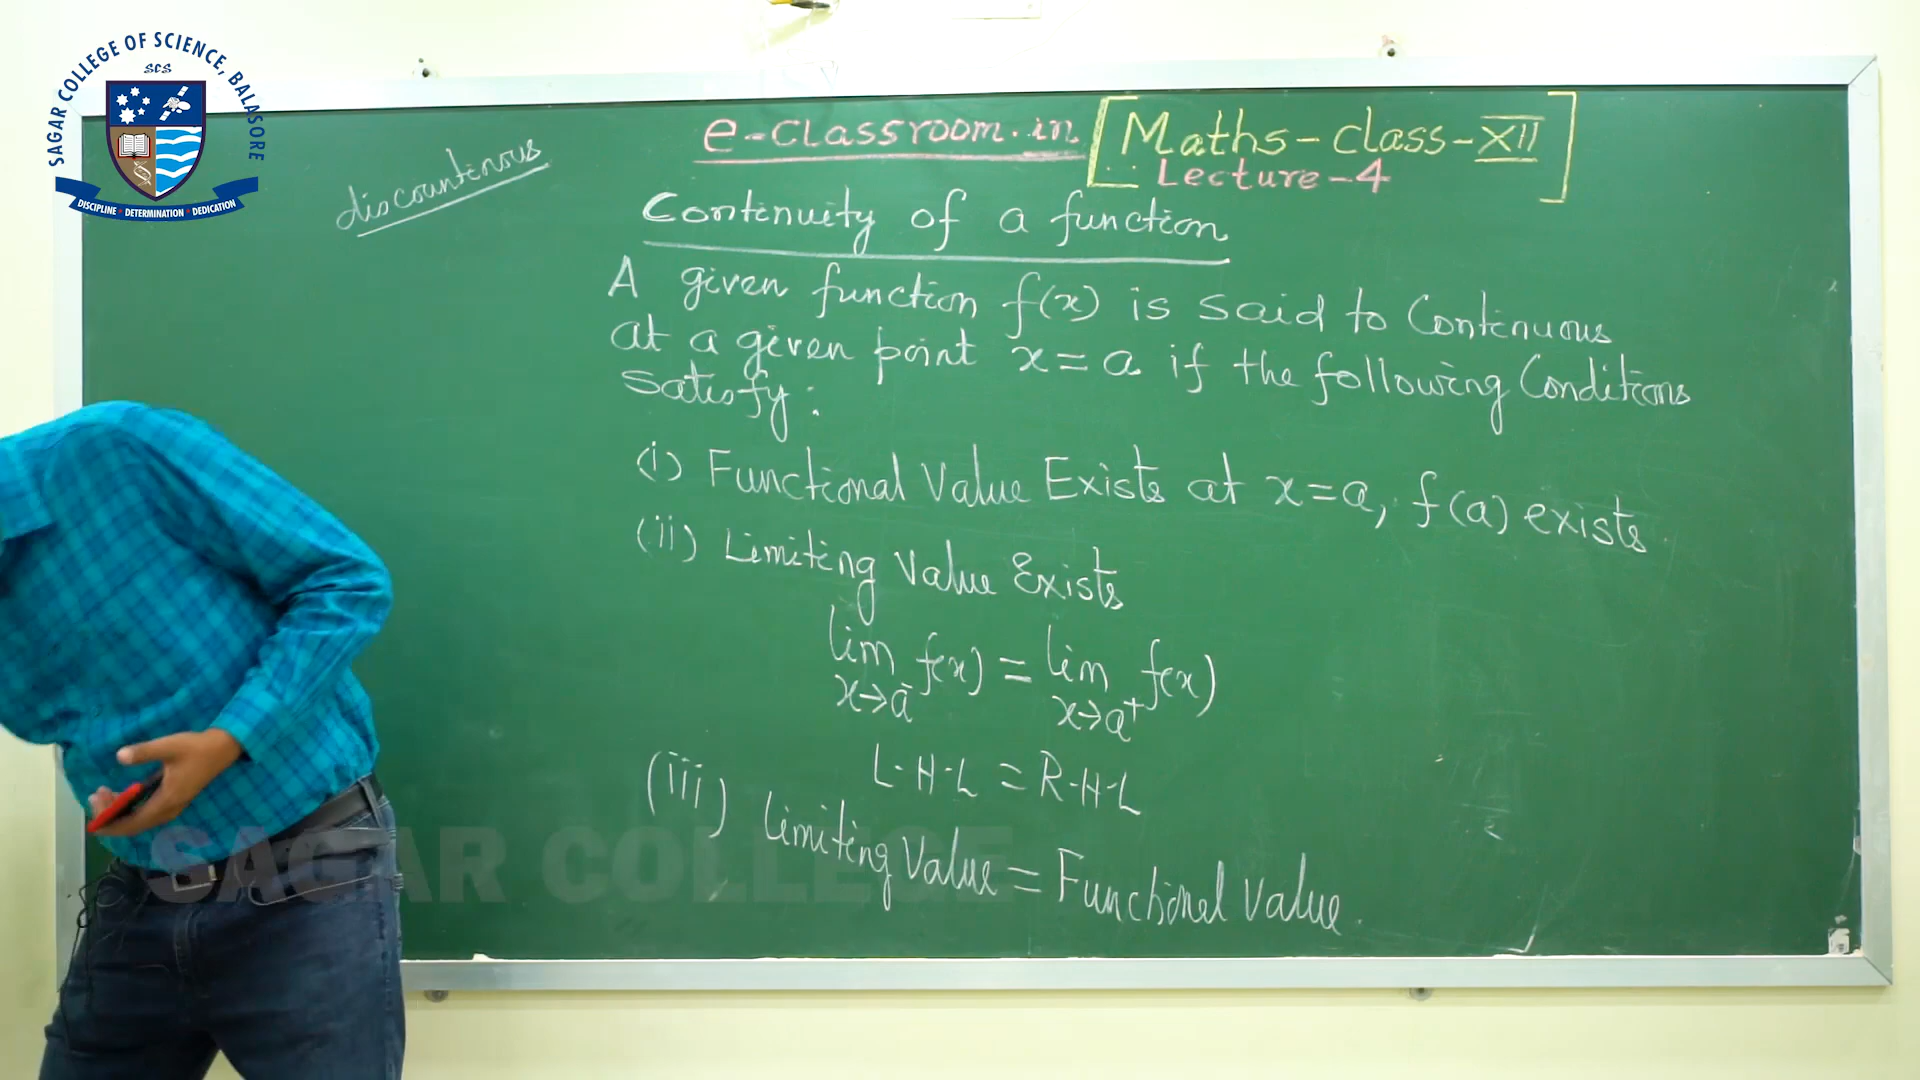 SAGAR COLLEGE OF SCIENCE, BALASORE
SCS
DISCIPLINE • DETERMINATION • DEDICATION
discountinous
e-classroom.in [Maths-class-XII
Lecture-4]
Continuity of a function
A given function f(x) is said to Continuous
at a given point x=a if the following Conditions
satisfy:
(i) Functional Value Exists at x=a, f(a) exists
(ii) Limiting Value Exists
lim x→a⁻ f(x) = lim x→a⁺ f(x)
L.H.L = R.H.L
(iii) Limiting Value = Functional Value.
SAGAR COLLEGE